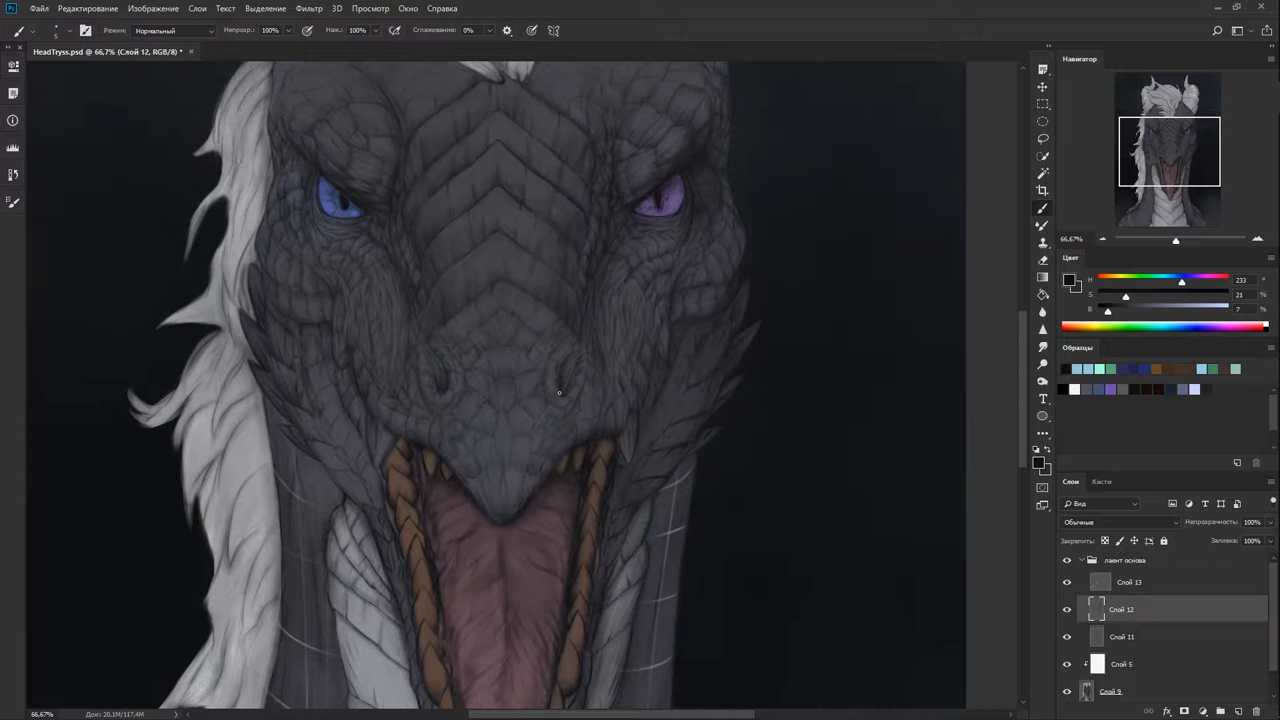 Ps Файл Редактирование Изображение Слои Текст Выделение Фильтр 3D Просмотр Окно Справка
5 Режим: Нормальный Непрозр.: 100% Наж.: 100% Сглаживание: 0%
HeadTryss.psd @ 66,7% (Слой 12, RGB/8) * ×
Навигатор
66,67%
Цвет
H 233 °
S 21 %
B 7 %
Образцы
Слои Кисти
Вид
Обычные Непрозрачность: 100%
Закрепить: Заливка: 100%
лаент основа
Слой 13
Слой 12
Слой 11
Слой 5
Слой 9
66,67% Док: 20,1M/117,4M